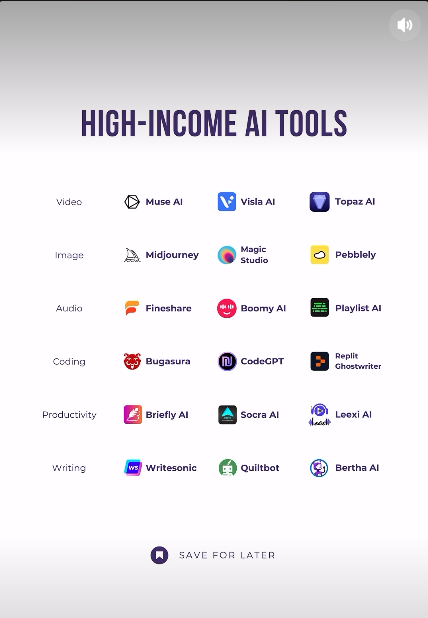 HIGH-INCOME AI TOOLS
Video Muse AI Visla AI Topaz AI
Image Midjourney Magic Studio Pebblely
Audio Fineshare Boomy AI Playlist AI
Coding Bugasura CodeGPT Replit Ghostwriter
Productivity Briefly AI Socra AI Leexi AI
Writing WS Writesonic Quiltbot Bertha AI
SAVE FOR LATER